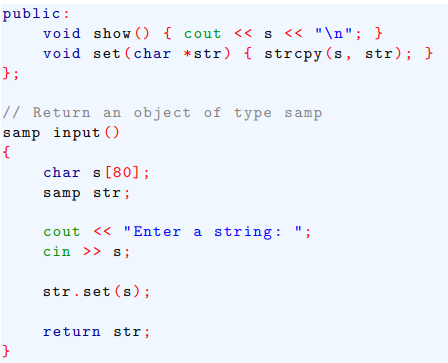 public:
    void show() { cout << s << "\n"; }
    void set(char *str) { strcpy(s, str); }
};

// Return an object of type samp
samp input()
{
    char s[80];
    samp str;

    cout << "Enter a string: ";
    cin >> s;

    str.set(s);

    return str;
}